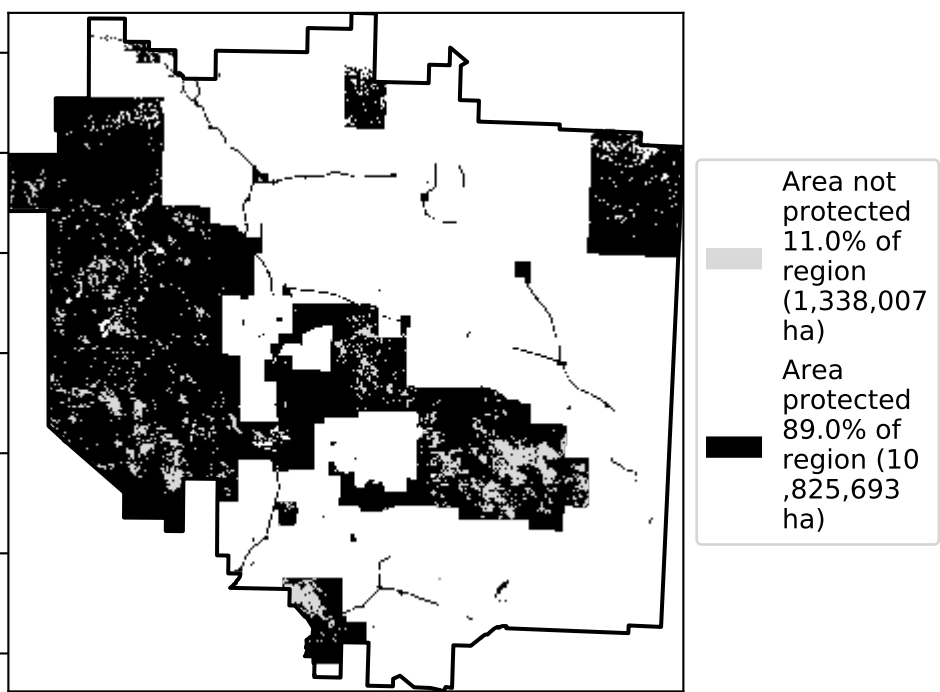 Area not
protected
11.0% of
region
(1,338,007
ha)
Area
protected
89.0% of
region (10
,825,693
ha)